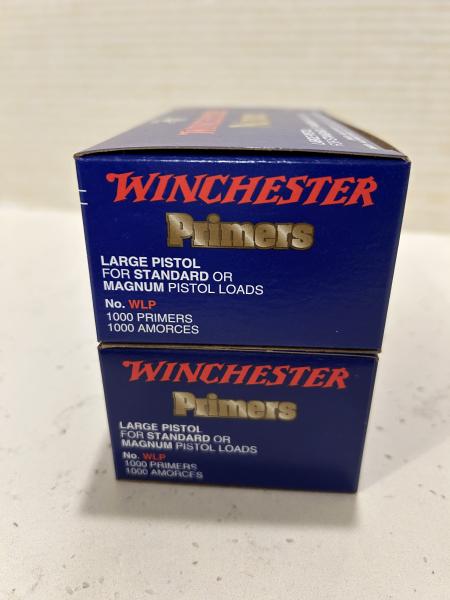 WINCHESTER
Primers
LARGE PISTOL
FOR STANDARD OR
MAGNUM PISTOL LOADS
No. WLP
1000 PRIMERS
1000 AMORCES
WINCHESTER
Primers
LARGE PISTOL
FOR STANDARD OR
MAGNUM PISTOL LOADS
No. WLP
1000 PRIMERS
1000 AMORCES